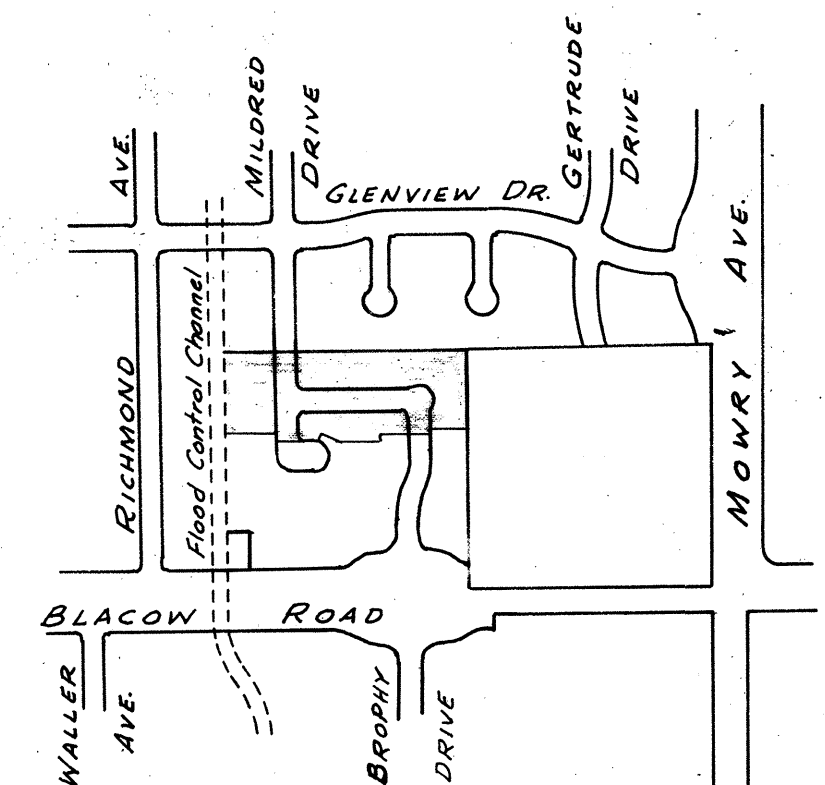 AVE.
MILDRED
DRIVE
GERTRUDE
DRIVE
GLENVIEW DR.
MOWRY AVE.
RICHMOND
Flood Control Channel
BLACOW ROAD
WALLER
AVE.
BROPHY
DRIVE